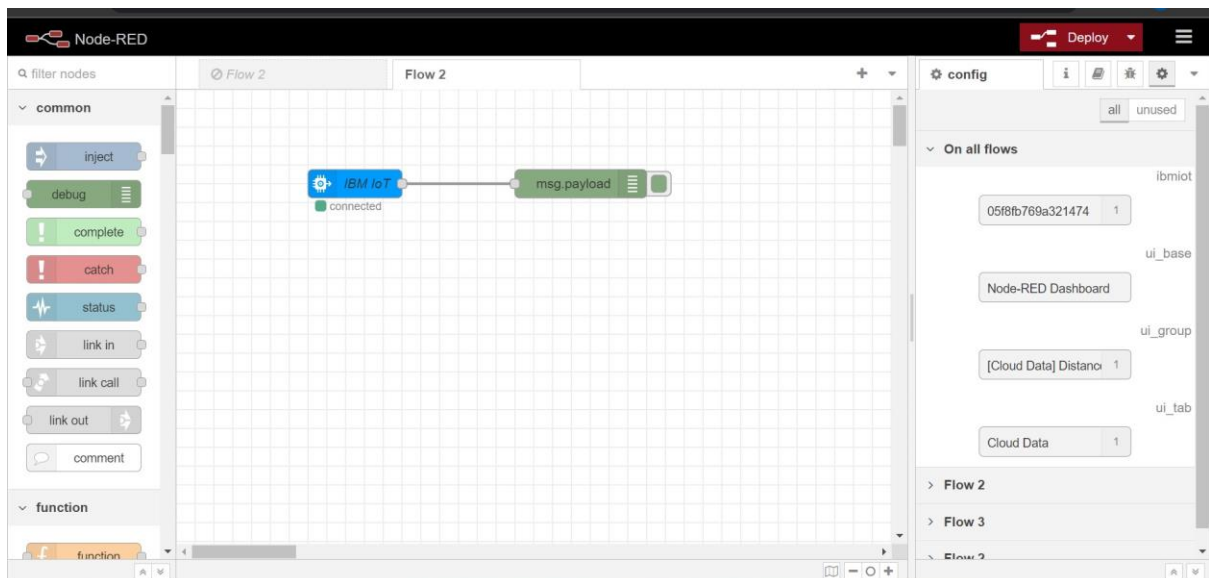 Node-RED
Deploy
filter nodes
Flow 2
Flow 2
config
i
common
all unused
inject
On all flows
debug
IBM IoT
msg.payload
ibmiot
connected
05f8fb769a321474 1
complete
catch
ui_base
Node-RED Dashboard
status
link in
ui_group
[Cloud Data] Distanc 1
link call
link out
ui_tab
Cloud Data 1
comment
Flow 2
function
Flow 3
function
Flow 2